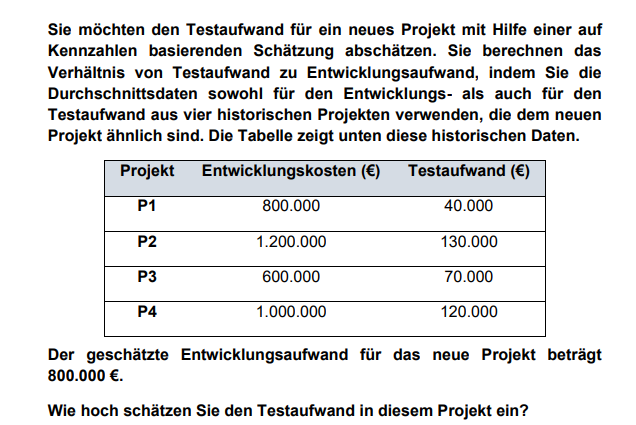 Sie möchten den Testaufwand für ein neues Projekt mit Hilfe einer auf
Kennzahlen basierenden Schätzung abschätzen. Sie berechnen das
Verhältnis von Testaufwand zu Entwicklungsaufwand, indem Sie die
Durchschnittsdaten sowohl für den Entwicklungs- als auch für den
Testaufwand aus vier historischen Projekten verwenden, die dem neuen
Projekt ähnlich sind. Die Tabelle zeigt unten diese historischen Daten.
Projekt Entwicklungskosten (€) Testaufwand (€)
P1 800.000 40.000
P2 1.200.000 130.000
P3 600.000 70.000
P4 1.000.000 120.000
Der geschätzte Entwicklungsaufwand für das neue Projekt beträgt
800.000 €.
Wie hoch schätzen Sie den Testaufwand in diesem Projekt ein?